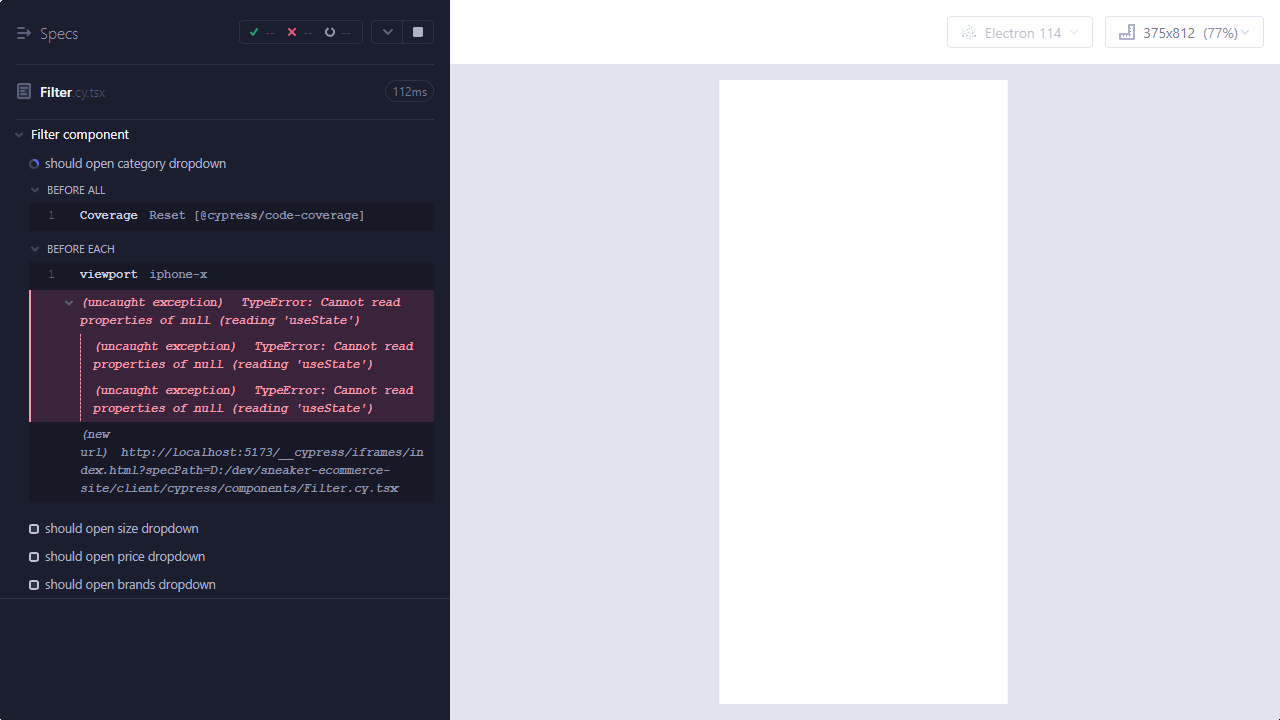 Specs
-- -- --
Electron 114
375x812 (77%)
Filter.cy.tsx
112ms
Filter component
should open category dropdown
BEFORE ALL
1 Coverage Reset [@cypress/code-coverage]
BEFORE EACH
1 viewport iphone-x
(uncaught exception) TypeError: Cannot read
properties of null (reading 'useState')
(uncaught exception) TypeError: Cannot read
properties of null (reading 'useState')
(uncaught exception) TypeError: Cannot read
properties of null (reading 'useState')
(new
url) http://localhost:5173/__cypress/iframes/in
dex.html?specPath=D:/dev/sneaker-ecommerce-
site/client/cypress/components/Filter.cy.tsx
should open size dropdown
should open price dropdown
should open brands dropdown